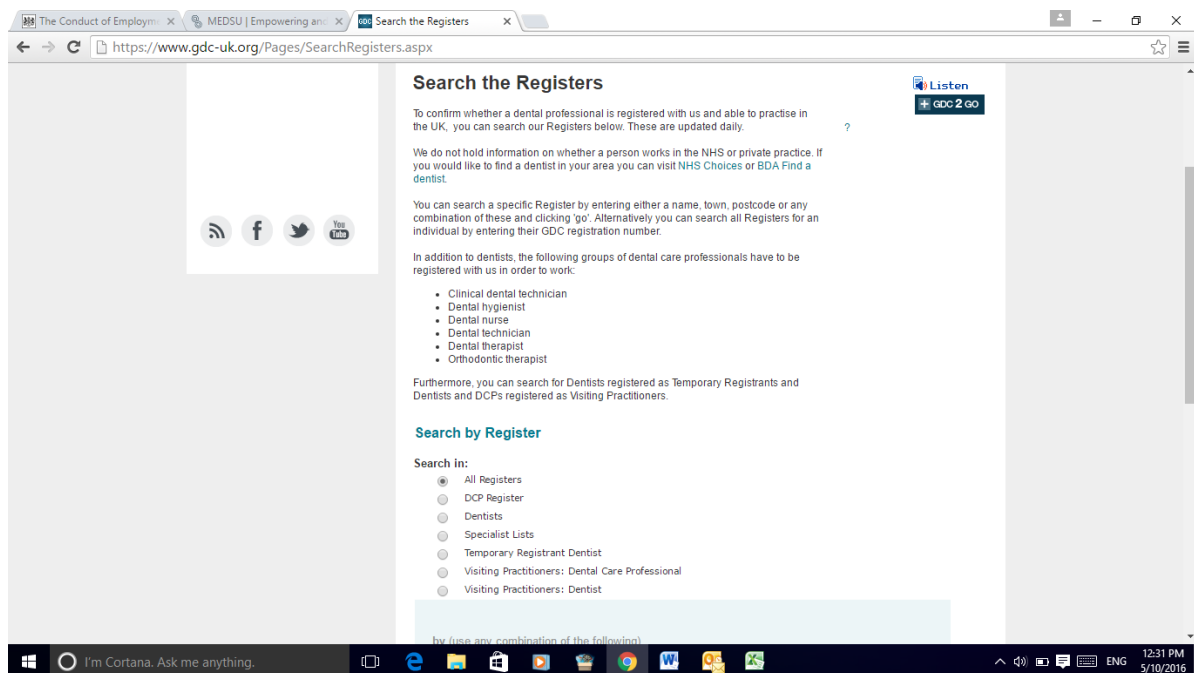 The Conduct of Employme
MEDSU | Empowering and
GDC Search the Registers
https://www.gdc-uk.org/Pages/SearchRegisters.aspx
Search the Registers
Listen
GDC 2 GO
To confirm whether a dental professional is registered with us and able to practise in
the UK, you can search our Registers below. These are updated daily.
?
We do not hold information on whether a person works in the NHS or private practice. If
you would like to find a dentist in your area you can visit NHS Choices or BDA Find a
dentist.
You can search a specific Register by entering either a name, town, postcode or any
combination of these and clicking 'go'. Alternatively you can search all Registers for an
individual by entering their GDC registration number.
You Tube
In addition to dentists, the following groups of dental care professionals have to be
registered with us in order to work:
• Clinical dental technician
• Dental hygienist
• Dental nurse
• Dental technician
• Dental therapist
• Orthodontic therapist
Furthermore, you can search for Dentists registered as Temporary Registrants and
Dentists and DCPs registered as Visiting Practitioners.
Search by Register
Search in:
All Registers
DCP Register
Dentists
Specialist Lists
Temporary Registrant Dentist
Visiting Practitioners: Dental Care Professional
Visiting Practitioners: Dentist
by (use any combination of the following)
I'm Cortana. Ask me anything.
ENG
12:31 PM
5/10/2016